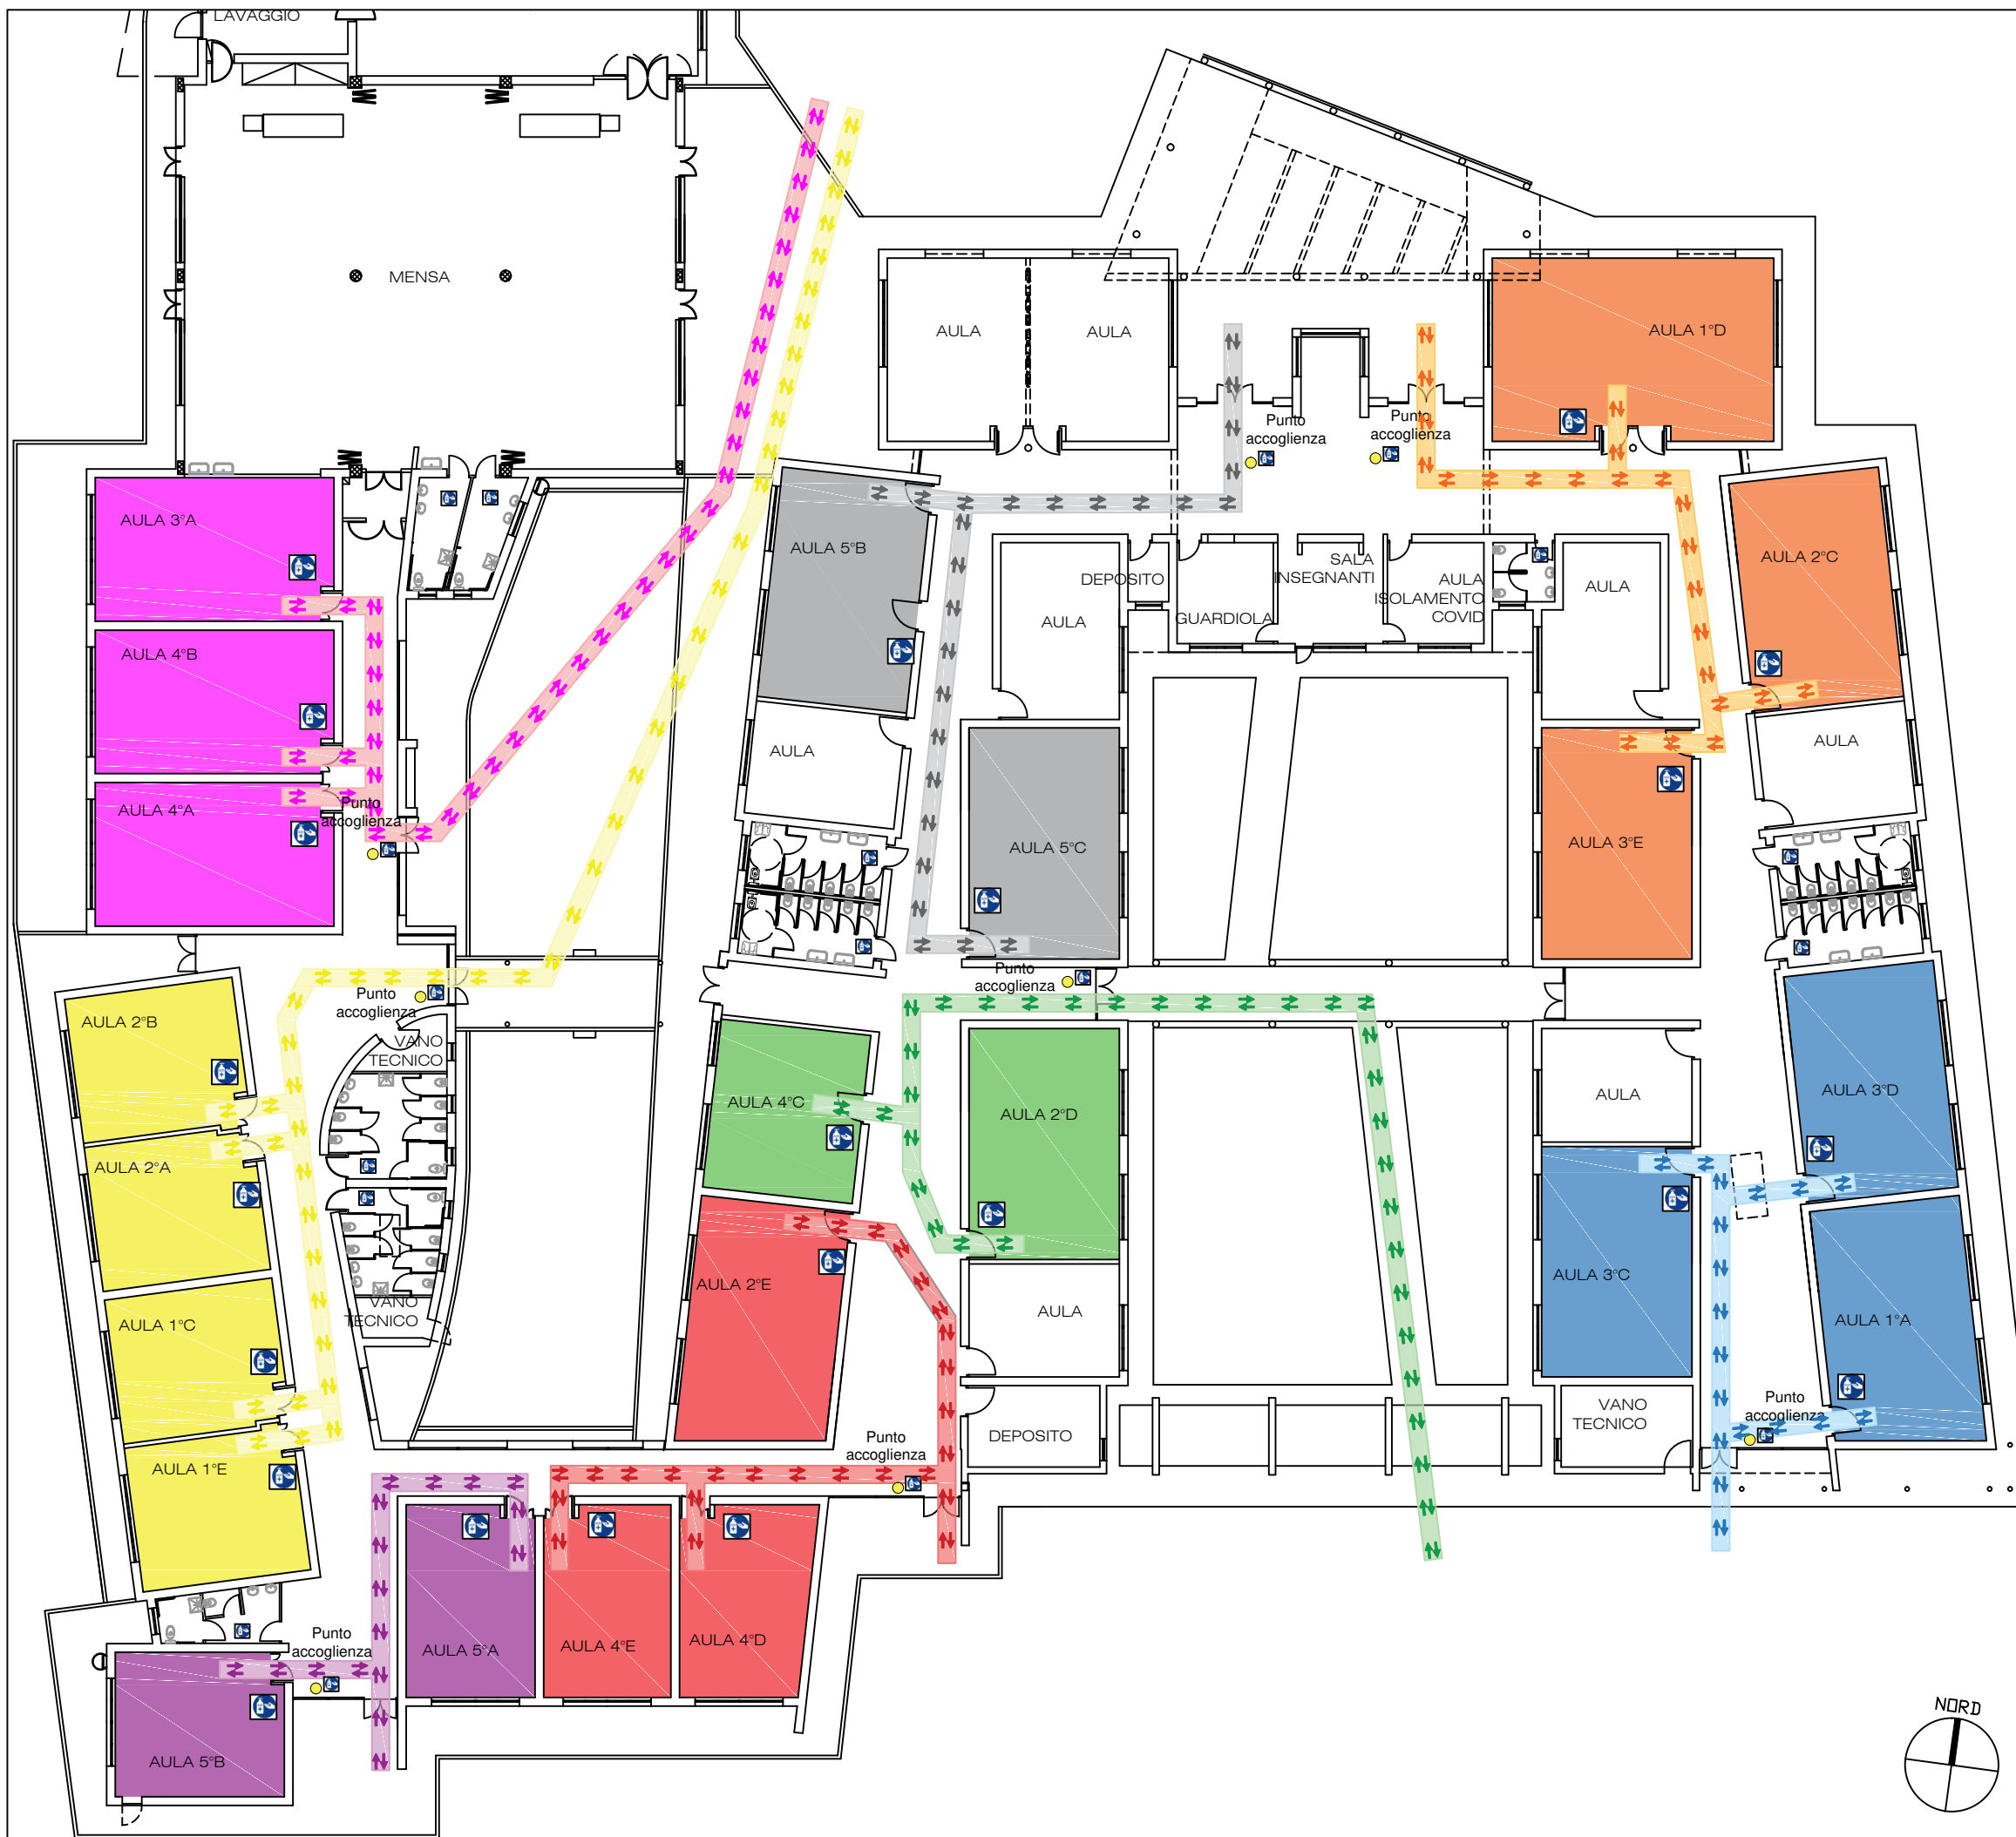 LAVAGGIO
MENSA
AULA
AULA
AULA 1°D
Punto
accoglienza
Punto
accoglienza
AULA 3°A
AULA 5°B
AULA 2°C
DEPOSITO
SALA
INSEGNANTI
AULA
ISOLAMENTO
COVID
AULA
GUARDIOLA
AULA
AULA 4°B
AULA
AULA
AULA 4°A
Punto
accoglienza
AULA 5°C
AULA 3°E
Punto
accoglienza
Punto
accoglienza
AULA 2°B
VANO
TECNICO
AULA 4°C
AULA 2°D
AULA
AULA 3°D
AULA 2°A
AULA 2°E
AULA 3°C
VANO
TECNICO
AULA
AULA 1°C
AULA 1°A
Punto
accoglienza
VANO
TECNICO
Punto
accoglienza
DEPOSITO
AULA 1°E
Punto
accoglienza
AULA 5°A
AULA 4°E
AULA 4°D
AULA 5°B
NORD